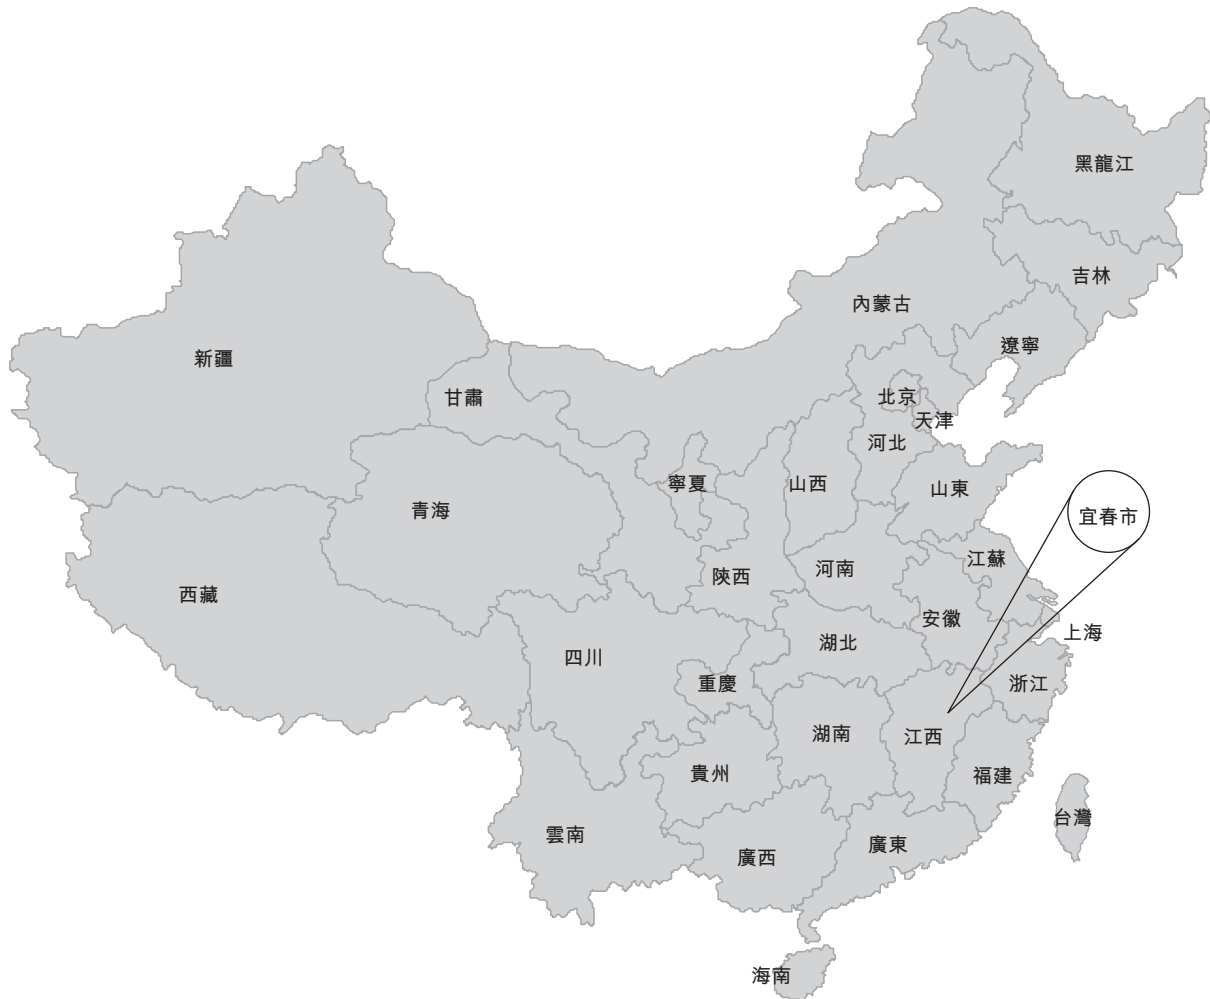 黑龍江
吉林
內蒙古
遼寧
新疆
甘肅
北京
天津
河北
寧夏
山西
山東
青海
宜春市
江蘇
河南
陝西
西藏
安徽
上海
湖北
四川
重慶
浙江
湖南
江西
貴州
福建
台灣
雲南
廣東
廣西
海南